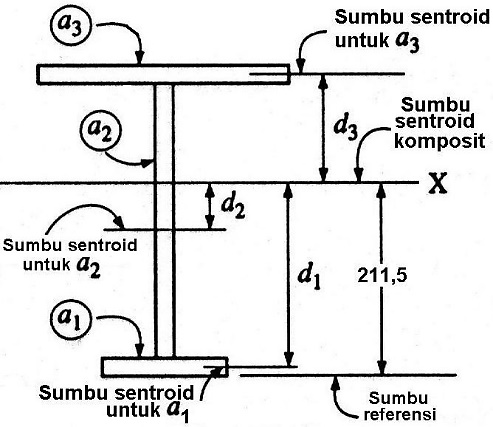 a3
Sumbu sentroid
untuk a3
a2
d3
Sumbu
sentroid
komposit
X
d2
Sumbu sentroid
untuk a2
d1
211,5
a1
Sumbu sentroid
untuk a1
Sumbu
referensi